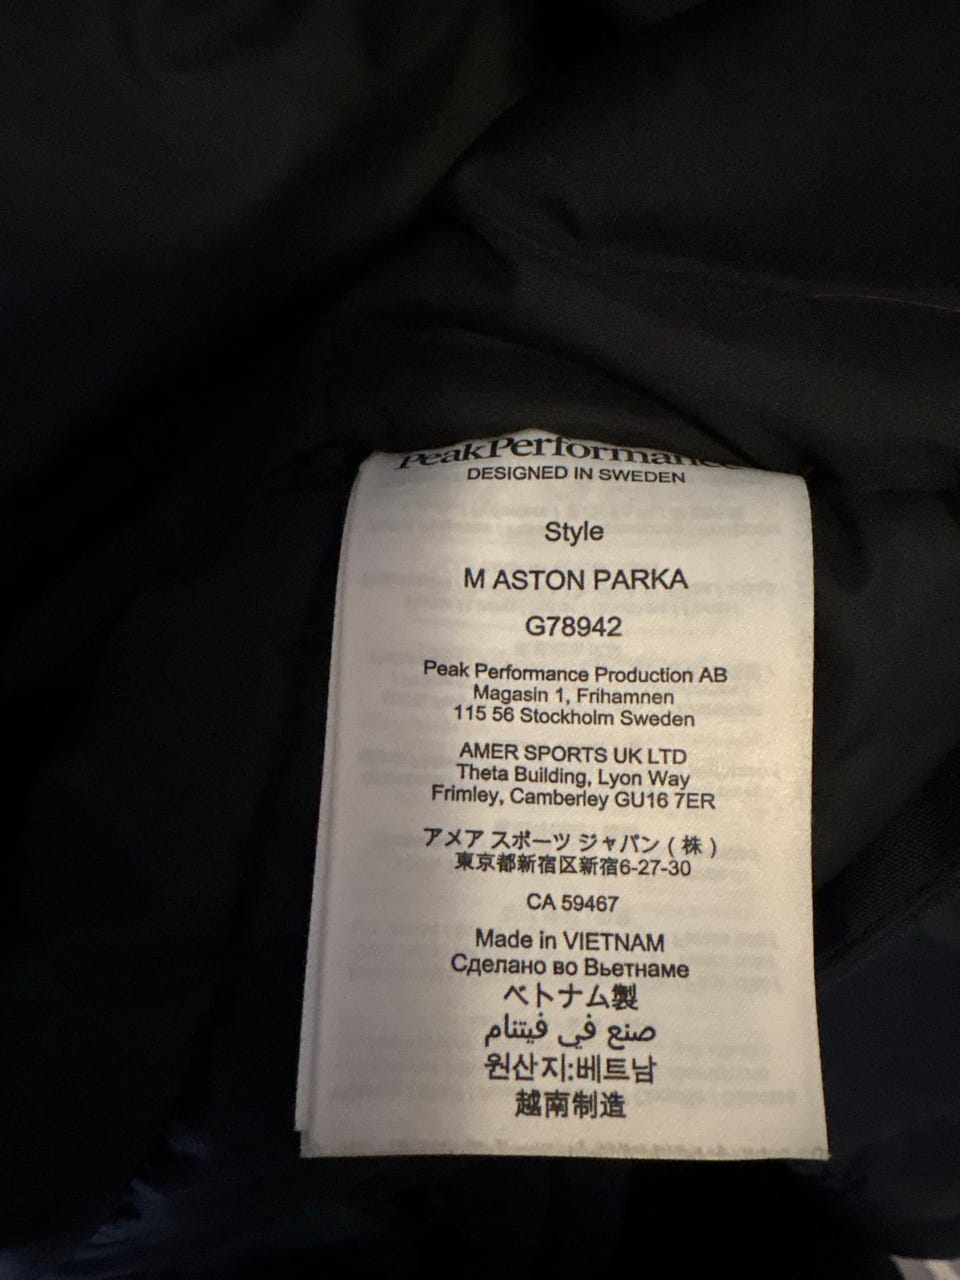 PeakPerformance
DESIGNED IN SWEDEN
Style
M ASTON PARKA
G78942
Peak Performance Production AB
Magasin 1, Frihamnen
115 56 Stockholm Sweden
AMER SPORTS UK LTD
Theta Building, Lyon Way
Frimley, Camberley GU16 7ER
アメア スポーツ ジャパン ( 株 )
東京都新宿区新宿6-27-30
CA 59467
Made in VIETNAM
Сделано во Вьетнаме
ベトナム製
صنع في فيتنام
원산지:베트남
越南制造